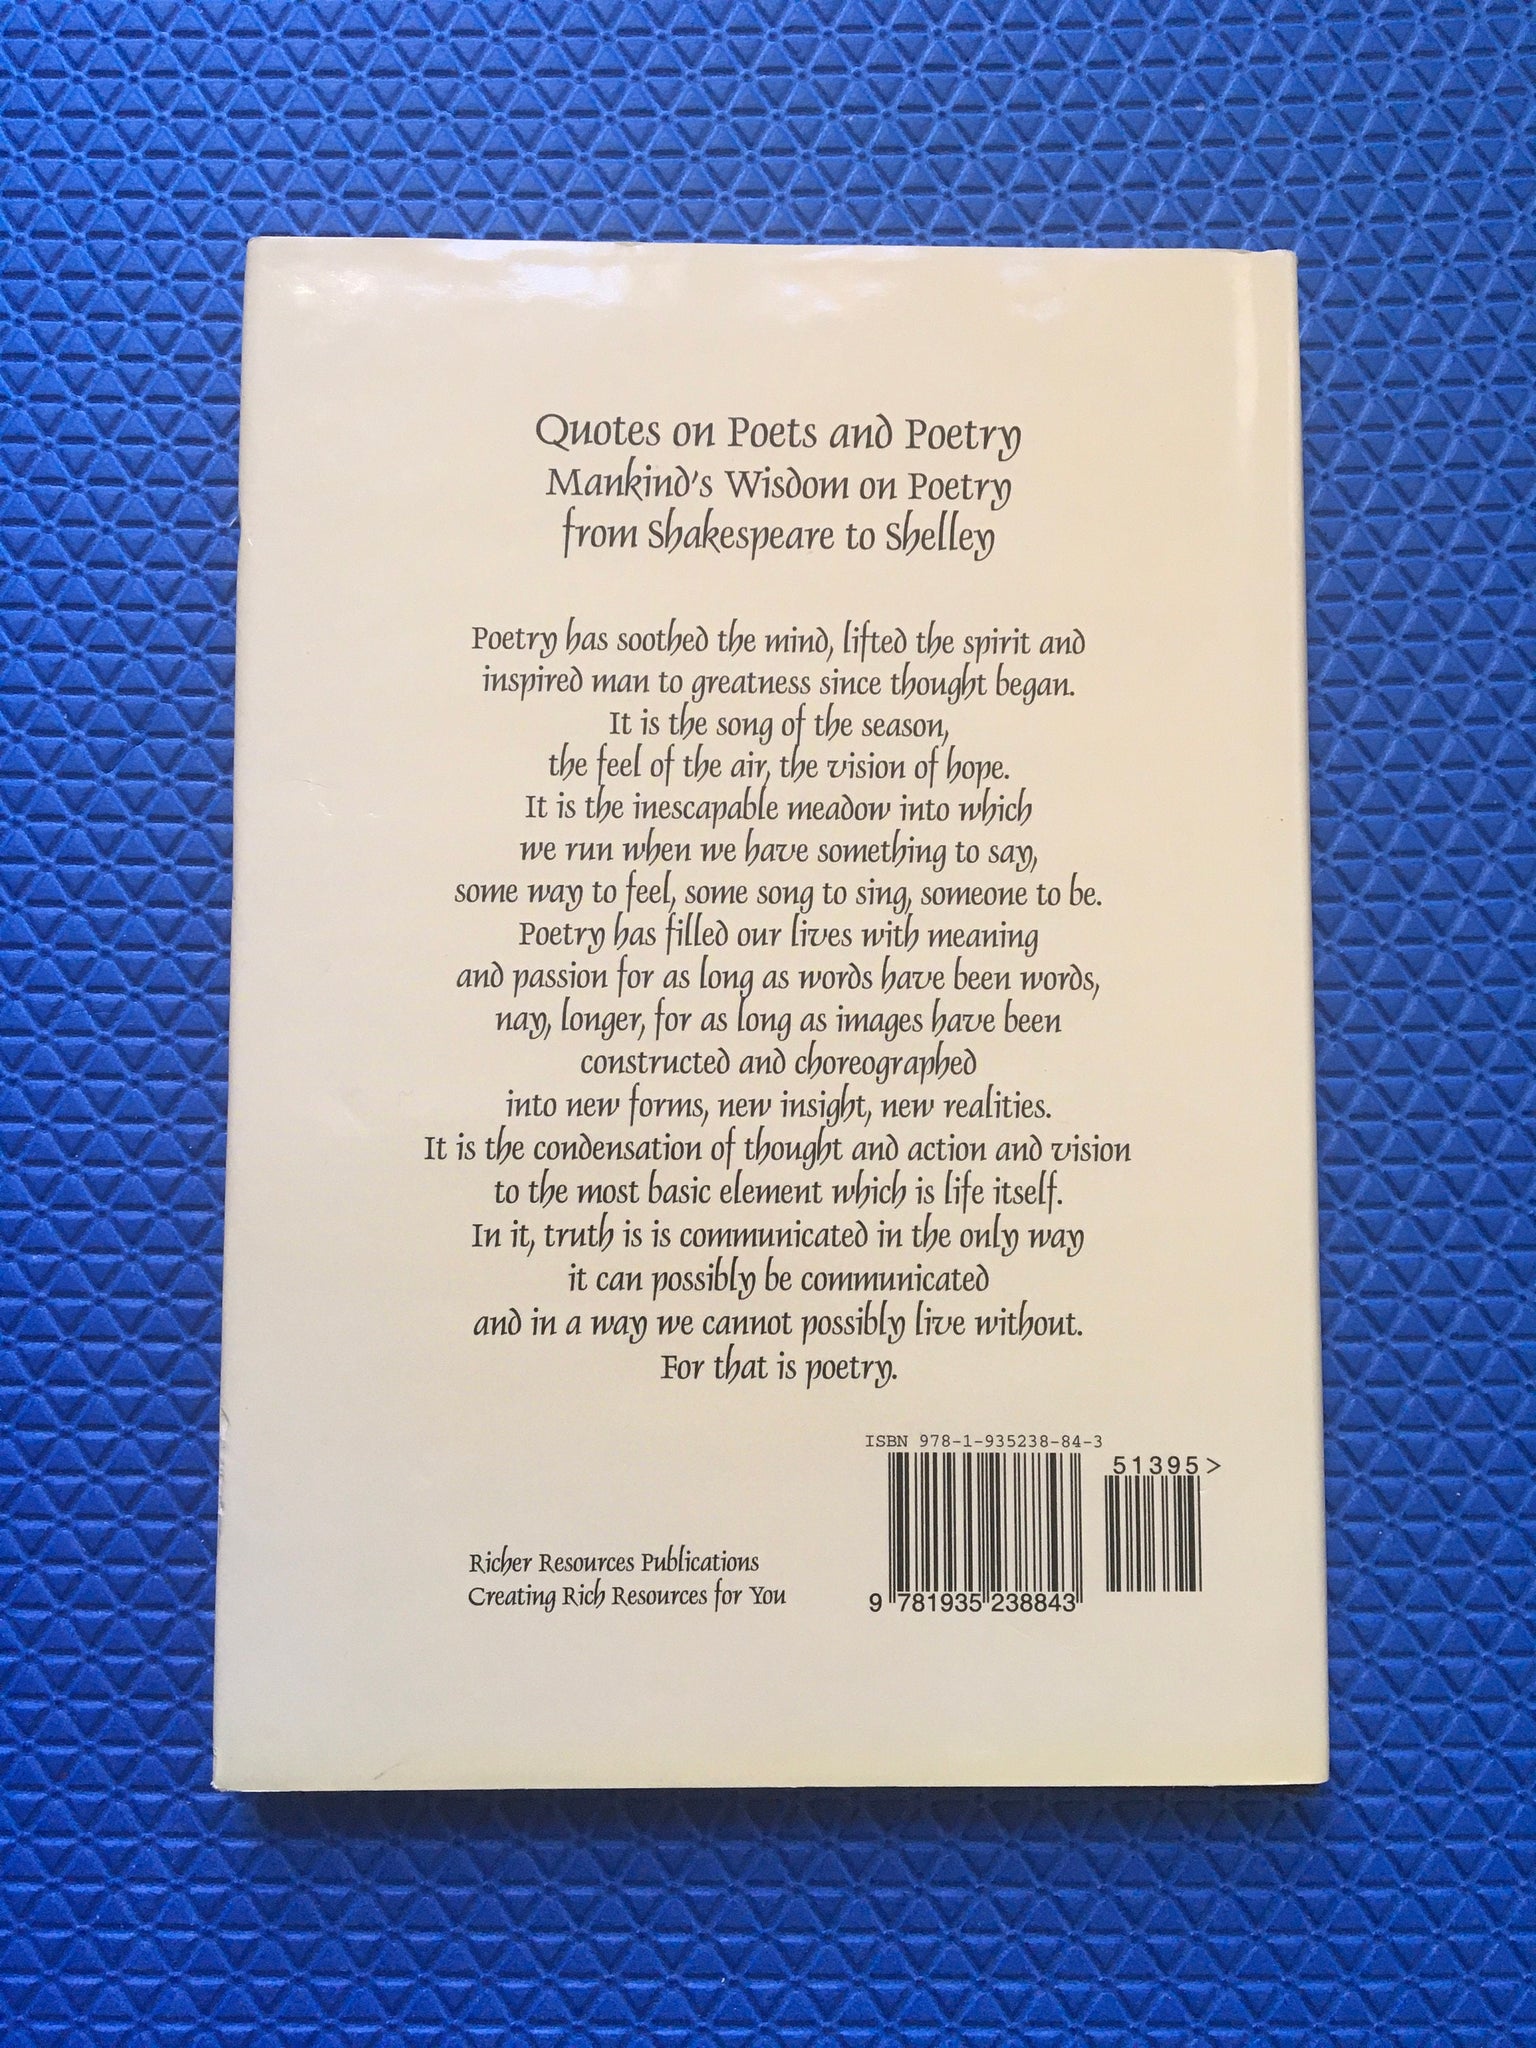 Quotes on Poets and Poetry
Mankind's Wisdom on Poetry
from Shakespeare to Shelley
Poetry has soothed the mind, lifted the spirit and
inspired man to greatness since thought began.
It is the song of the season,
the feel of the air, the vision of hope.
It is the inescapable meadow into which
we run when we have something to say,
some way to feel, some song to sing, someone to be.
Poetry has filled our lives with meaning
and passion for as long as words have been words,
nay, longer, for as long as images have been
constructed and choreographed
into new forms, new insight, new realities.
It is the condensation of thought and action and vision
to the most basic element which is life itself.
In it, truth is is communicated in the only way
it can possibly be communicated
and in a way we cannot possibly live without.
For that is poetry.
ISBN 978-1-935238-84-3
51395>
Richer Resources Publications
Creating Rich Resources for You
9 781935 238843